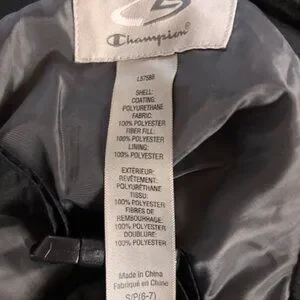 Champion
L57588
SHELL:
COATING:
POLYURETHANE
FABRIC:
100% POLYESTER
FIBER FILL:
100% POLYESTER
LINING:
100% POLYESTER
EXTÉRIEUR:
REVÊTEMENT:
POLYURÉTHANE
TISSU:
100% POLYESTER
FIBRES DE
REMBOURRAGE:
100% POLYESTER
DOUBLURE:
100% POLYESTER
Made in China
Fabriqué en Chine
S/P(6-7)